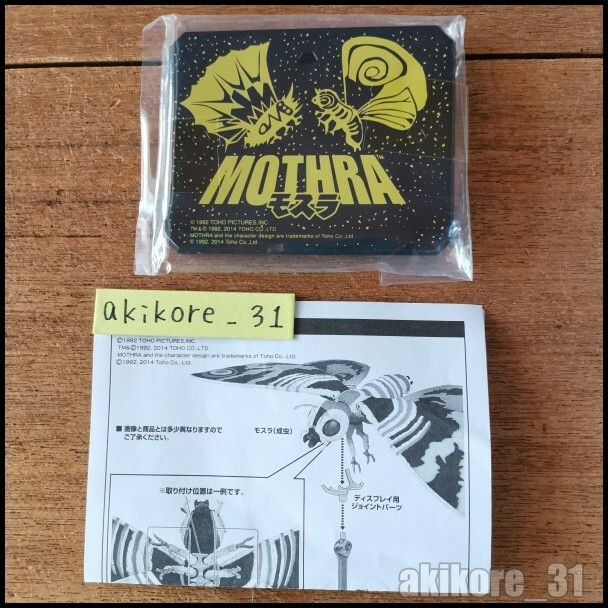 MOTHRA™
モスラ
© 1992 TOHO PICTURES, INC
TM& © 1992, 2014 TOHO CO., LTD.
MOTHRA and the character design are trademarks of Toho Co., Ltd
© 1992, 2014 Toho Co., Ltd
akikore_31
©1992 TOHO PICTURES, INC.
TM&©1992, 2014 TOHO CO., LTD.
MOTHRA and the character design are trademarks of Toho Co., Ltd.
©1992, 2014 Toho Co., Ltd.
■ 画像と商品とは多少異なりますので
ご了承ください。
モスラ(成虫)
※取り付け位置は一例です。
ディスプレイ用
ジョイントパーツ
akikore_31